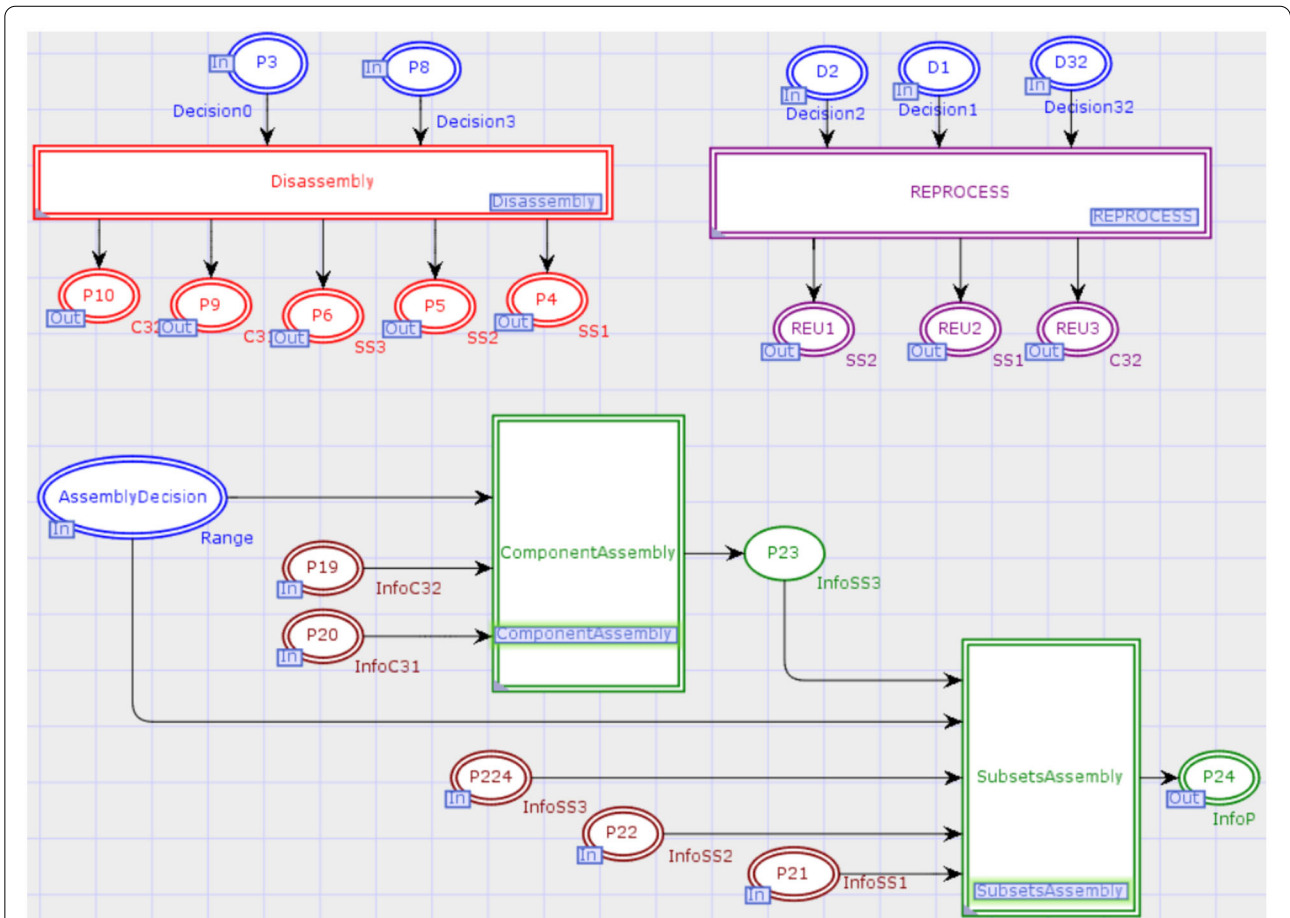 In
P3
In
P8
D2
D1
D32
In
In
In
Decision0
Decision3
Decision2
Decision1
Decision32
Disassembly
Disassembly
REPROCESS
REPROCESS
P10
P9
P6
P5
P4
Out
C32
Out
C31
Out
SS3
Out
SS2
Out
SS1
REU1
REU2
REU3
Out
SS2
Out
SS1
Out
C32
AssemblyDecision
In
Range
P19
In
InfoC32
P20
In
InfoC31
ComponentAssembly
ComponentAssembly
P23
InfoSS3
P224
In
InfoSS3
P22
In
InfoSS2
P21
In
InfoSS1
SubsetsAssembly
SubsetsAssembly
P24
Out
InfoP